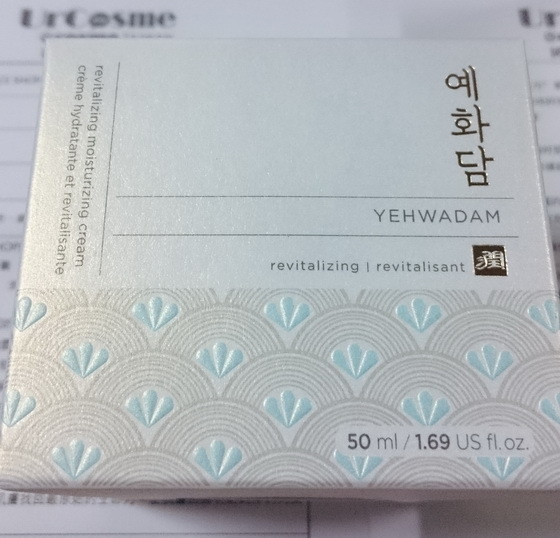 UrCosme
revitalizing moisturizing cream
crème hydratante et revitalisante
예화담
YEHWADAM
revitalizing | revitalisant
潤
50 ml / 1.69 US fl.oz.